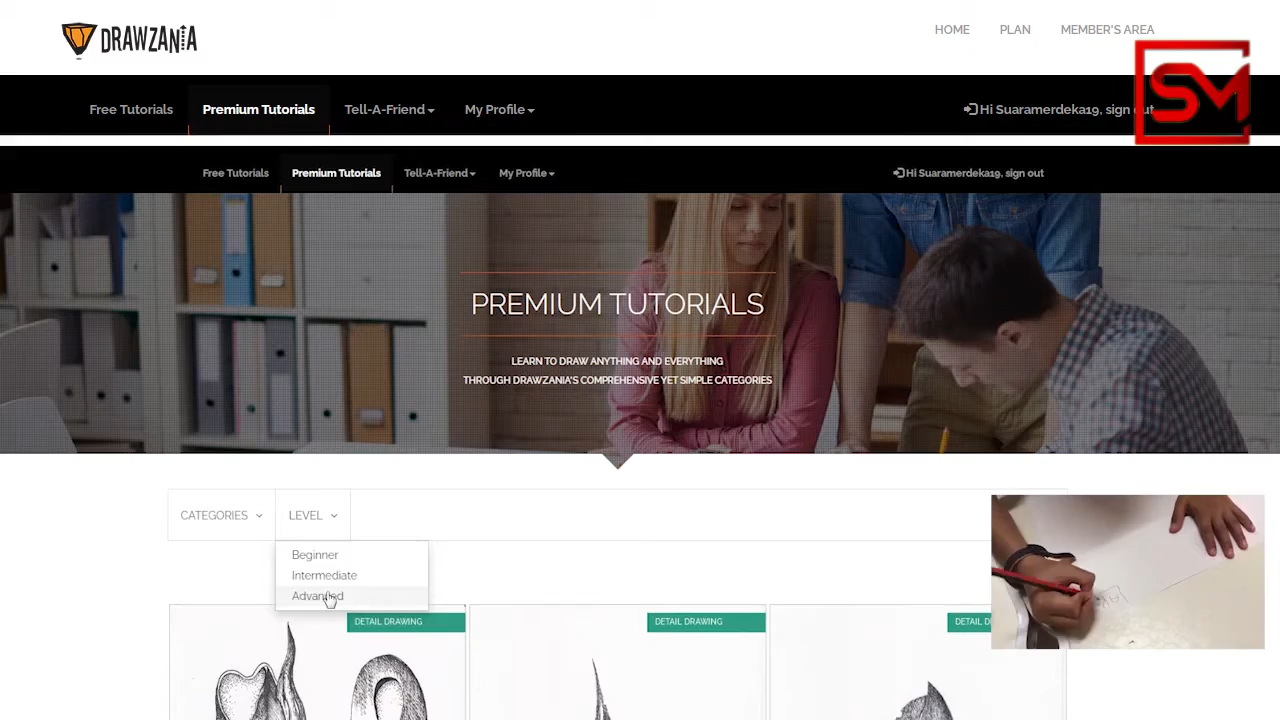 DRAWZANIA
HOME PLAN MEMBER'S AREA
SM
Free Tutorials Premium Tutorials Tell-A-Friend My Profile Hi Suaramerdeka19, sign out
Free Tutorials Premium Tutorials Tell-A-Friend My Profile Hi Suaramerdeka19, sign out
PREMIUM TUTORIALS
LEARN TO DRAW ANYTHING AND EVERYTHING
THROUGH DRAWZANIA'S COMPREHENSIVE YET SIMPLE CATEGORIES
CATEGORIES LEVEL
Beginner
Intermediate
Advanced
DETAIL DRAWING DETAIL DRAWING DETAIL